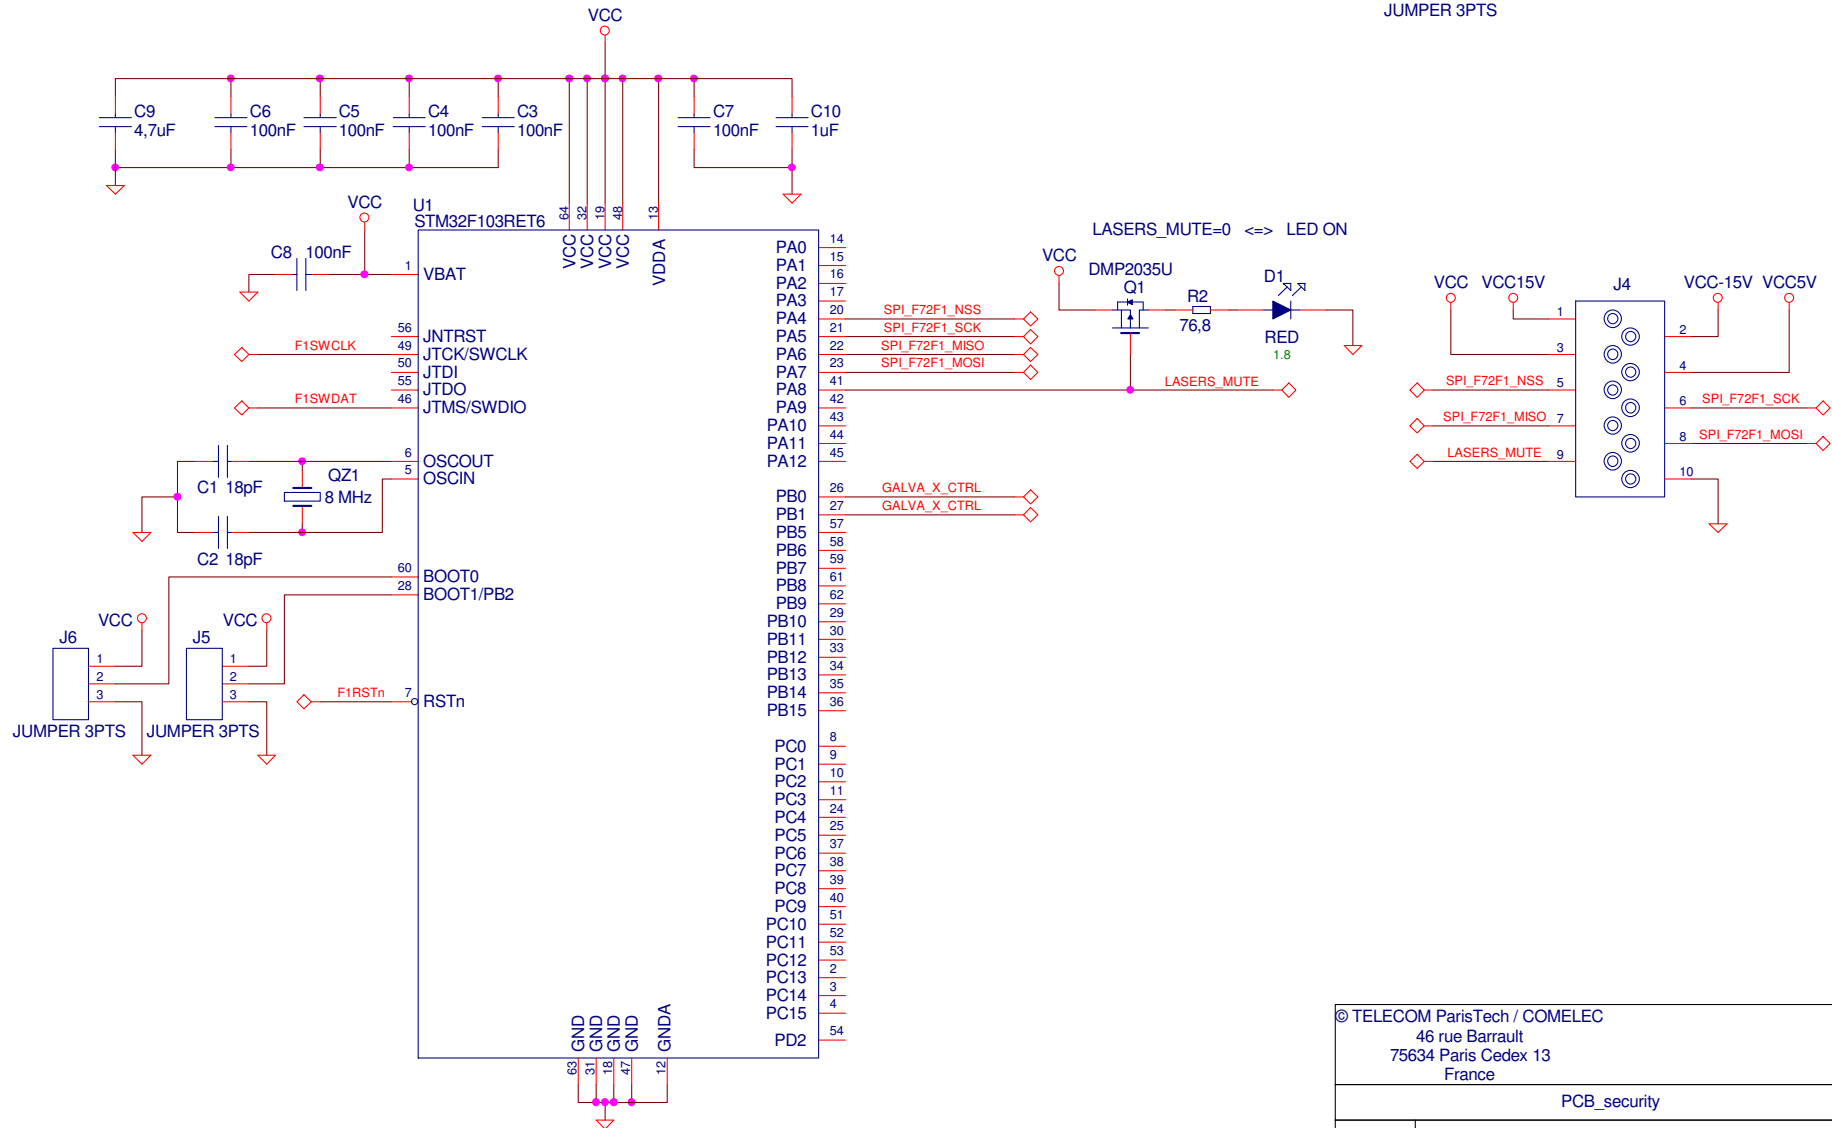 JUMPER 3PTS
VCC
C9
4,7uF
C6
100nF
C5
100nF
C4
100nF
C3
100nF
C7
100nF
C10
1uF
VCC
U1
STM32F103RET6
64 32 19 48 13
VCC VCC VCC VCC VDDA
C8 100nF
1 VBAT
56 JNTRST
F1SWCLK 49 JTCK/SWCLK
50 JTDI
55 JTDO
F1SWDAT 46 JTMS/SWDIO
6 OSCOUT
5 OSCIN
C1 18pF
QZ1
8 MHz
C2 18pF
60 BOOT0
28 BOOT1/PB2
VCC
J6
1
2
3
JUMPER 3PTS
VCC
J5
1
2
3
JUMPER 3PTS
F1RSTn 7 RSTn
PA0 14
PA1 15
PA2 16
PA3 17
PA4 20 SPI_F72F1_NSS
PA5 21 SPI_F72F1_SCK
PA6 22 SPI_F72F1_MISO
PA7 23 SPI_F72F1_MOSI
PA8 41 LASERS_MUTE
PA9 42
PA10 43
PA11 44
PA12 45
PB0 26 GALVA_X_CTRL
PB1 27 GALVA_X_CTRL
PB5 57
PB6 58
PB7 59
PB8 61
PB9 62
PB10 29
PB11 30
PB12 33
PB13 34
PB14 35
PB15 36
PC0 8
PC1 9
PC2 10
PC3 11
PC4 24
PC5 25
PC6 37
PC7 38
PC8 39
PC9 40
PC10 51
PC11 52
PC12 53
PC13 2
PC14 3
PC15 4
PD2 54
GND GND GND GND GNDA
63 31 18 47 12
LASERS_MUTE=0 <=> LED ON
VCC
DMP2035U
Q1
R2
76,8
D1
RED
1.8
VCC VCC15V
J4
VCC-15V VCC5V
1
2
3
4
SPI_F72F1_NSS 5
6 SPI_F72F1_SCK
SPI_F72F1_MISO 7
8 SPI_F72F1_MOSI
LASERS_MUTE 9
10
© TELECOM ParisTech / COMELEC
46 rue Barrault
75634 Paris Cedex 13
France
PCB_security